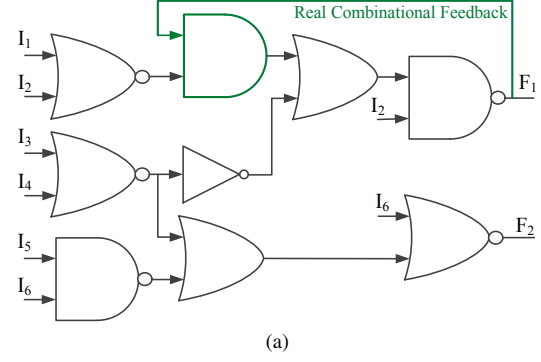 Real Combinational Feedback
I1
I2
F1
I2
I3
I4
I6
I5
I6
F2
(a)